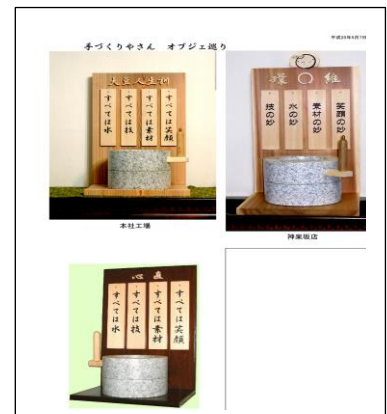 手づくりやさん オブジェ巡り
すべては水
すべては技
すべては素材
すべては笑顔
本社工場
技の妙
水の妙
素材の妙
笑顔の妙
神楽坂店
すべては水
すべては技
すべては素材
すべては笑顔